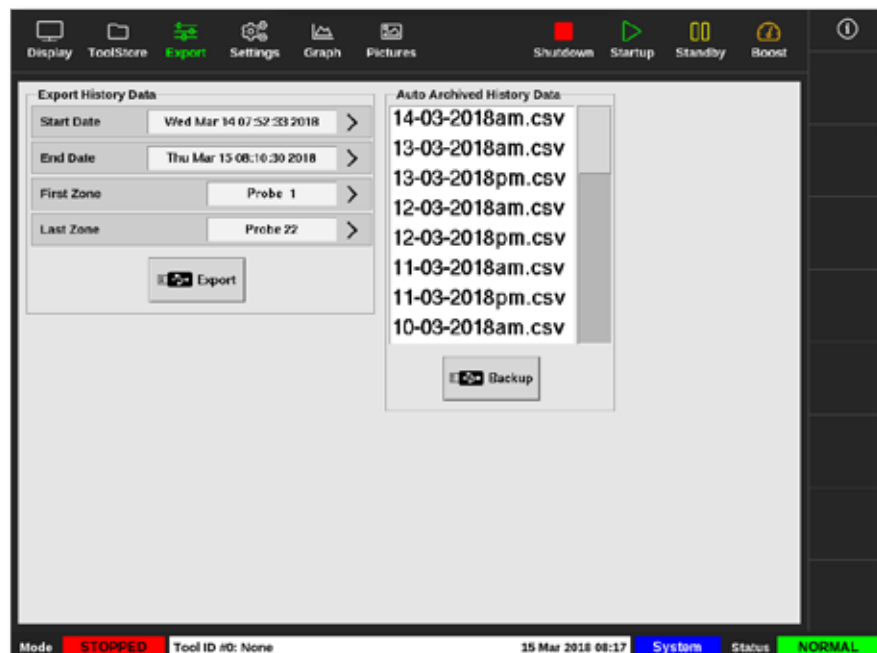 Display ToolStore Export Settings Graph Pictures Shutdown Startup Standby Boost
Export History Data
Start Date Wed Mar 14 07:52:33 2018
End Date Thu Mar 15 08:10:30 2018
First Zone Probe 1
Last Zone Probe 22
Export
Auto Archived History Data
14-03-2018am.csv
13-03-2018am.csv
13-03-2018pm.csv
12-03-2018am.csv
12-03-2018pm.csv
11-03-2018am.csv
11-03-2018pm.csv
10-03-2018am.csv
Backup
Mode STOPPED Tool ID #0: None 15 Mar 2018 08:17 System Status NORMAL